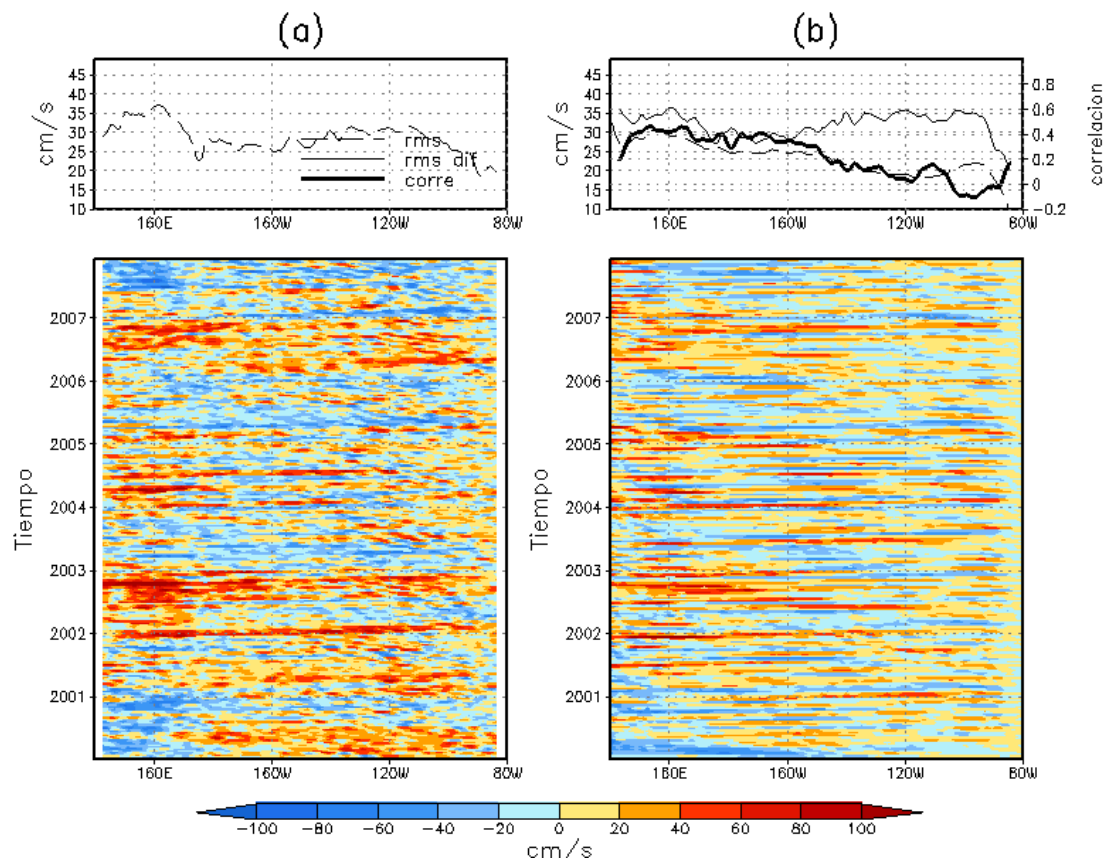 (a)
45
40
35
30
25
20
15
10
cm/s
rms
rms dif
corre
160E 160W 120W 80W
(b)
45
40
35
30
25
20
15
10
cm/s
0.8
0.6
0.4
0.2
0
−0.2
correlacion
160E 160W 120W 80W
2007
2006
2005
2004
2003
2002
2001
Tiempo
160E 160W 120W 80W
2007
2006
2005
2004
2003
2002
2001
Tiempo
160E 160W 120W 80W
−100 −80 −60 −40 −20 0 20 40 60 80 100
cm/s